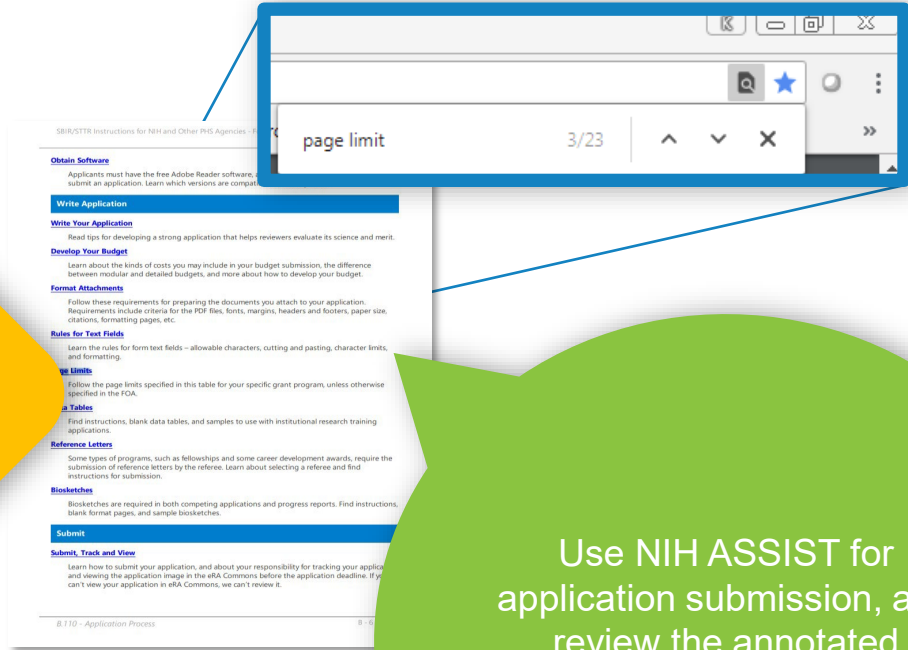 page limit 3/23
SBIR/STTR Instructions for NIH and Other PHS Agencies - F
Obtain Software
Applicants must have the free Adobe Reader software, a
submit an application. Learn which versions are compati
Write Application
Write Your Application
Read tips for developing a strong application that helps reviewers evaluate its science and merit.
Develop Your Budget
Learn about the kinds of costs you may include in your budget submission, the difference
between modular and detailed budgets, and more about how to develop your budget.
Format Attachments
Follow these requirements for preparing the documents you attach to your application.
Requirements include criteria for the PDF files, fonts, margins, headers and footers, paper size,
citations, formatting pages, etc.
Rules for Text Fields
Learn the rules for form text fields – allowable characters, cutting and pasting, character limits,
and formatting.
ge Limits
Follow the page limits specified in this table for your specific grant program, unless otherwise
specified in the FOA.
a Tables
Find instructions, blank data tables, and samples to use with institutional research training
applications.
Reference Letters
Some types of programs, such as fellowships and some career development awards, require the
submission of reference letters by the referee. Learn about selecting a referee and find
instructions for submission.
Biosketches
Biosketches are required in both competing applications and progress reports. Find instructions,
blank format pages, and sample biosketches.
Submit
Submit, Track and View
Learn how to submit your application, and about your responsibility for tracking your applica
and viewing the application image in the eRA Commons before the application deadline. If y
can't view your application in eRA Commons, we can't review it.
B.110 - Application Process B - 6
Use NIH ASSIST for
application submission, a
review the annotated